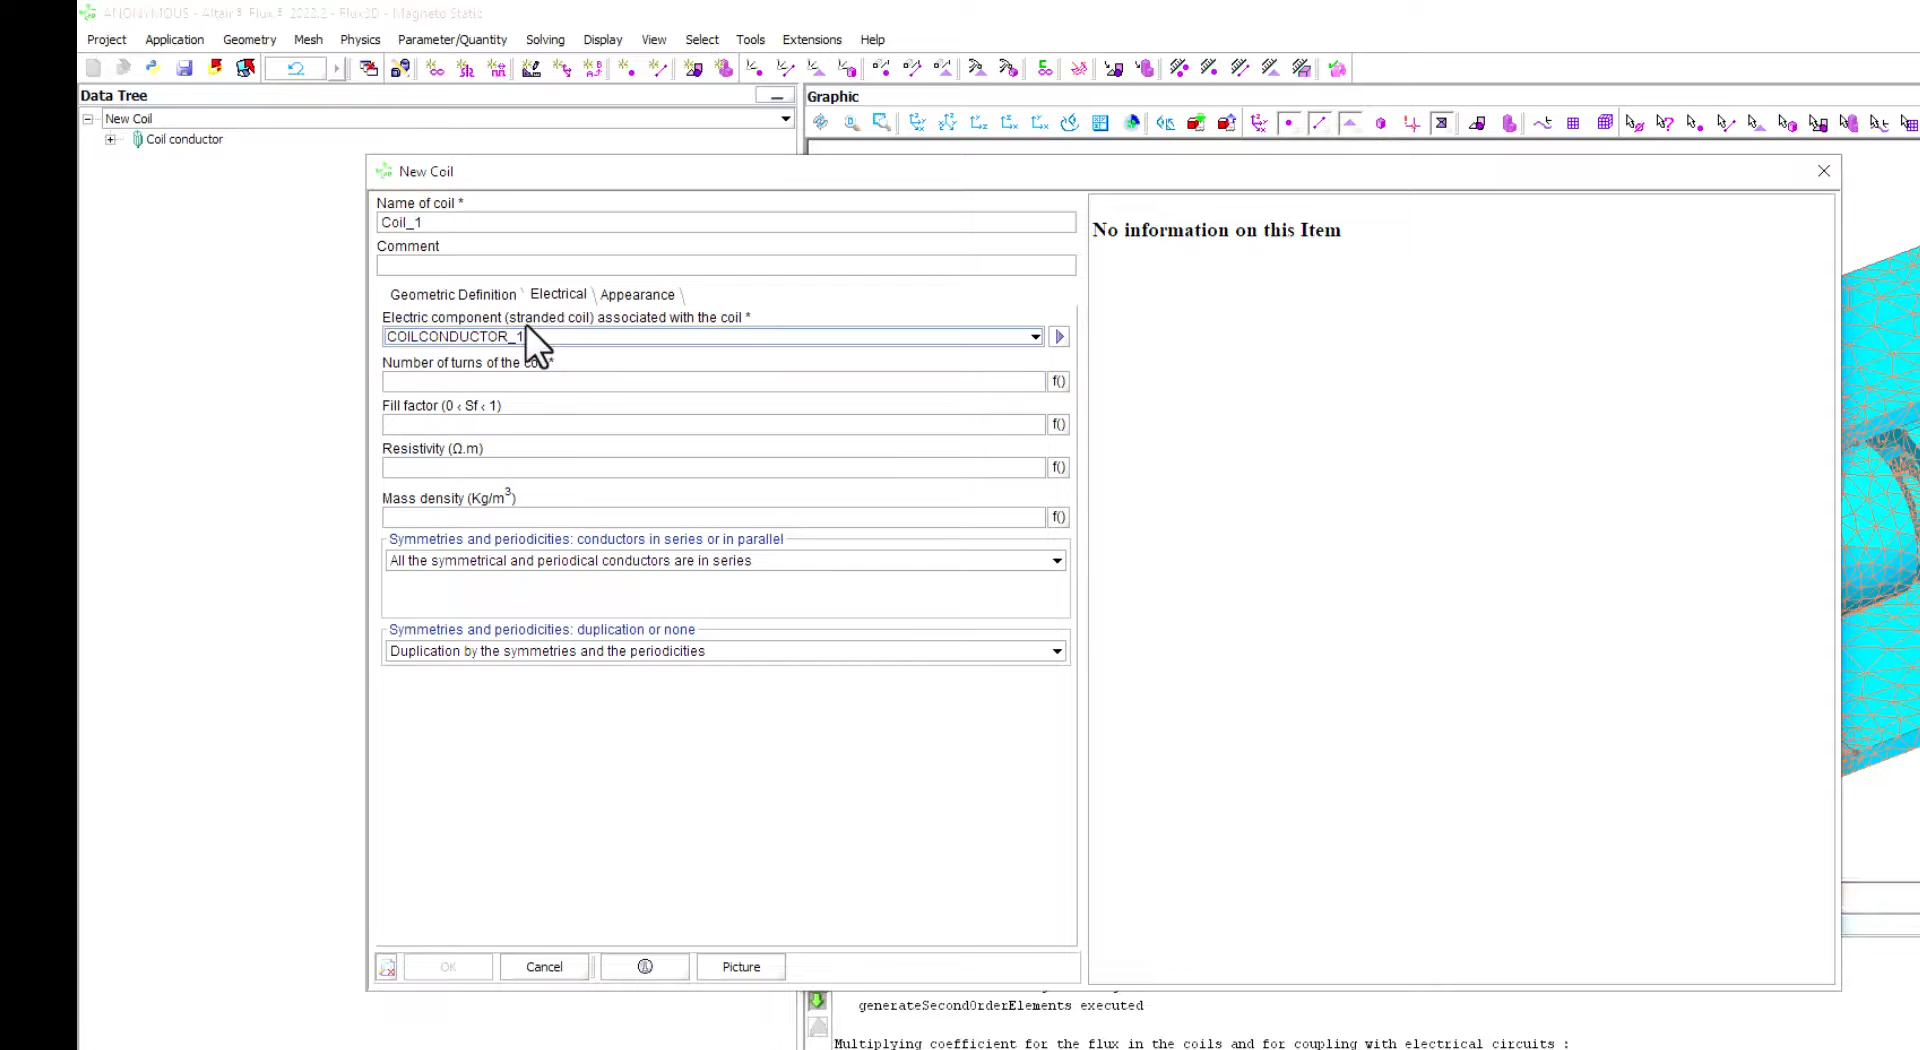 ANONYMOUS - Altair® Flux® 2022.2 - Flux3D - Magneto Static
Project Application Geometry Mesh Physics Parameter/Quantity Solving Display View Select Tools Extensions Help
Data Tree
Graphic
New Coil
Coil conductor
New Coil
Name of coil *
Coil_1
No information on this Item
Comment
Geometric Definition Electrical Appearance
Electric component (stranded coil) associated with the coil *
COILCONDUCTOR_1
Number of turns of the
f()
Fill factor (0 < Sf < 1)
f()
Resistivity (Ω.m)
f()
Mass density (Kg/m³)
f()
Symmetries and periodicities: conductors in series or in parallel
All the symmetrical and periodical conductors are in series
Symmetries and periodicities: duplication or none
Duplication by the symmetries and the periodicities
OK Cancel Picture
generateSecondOrderElements executed
Multiplying coefficient for the flux in the coils and for coupling with electrical circuits :